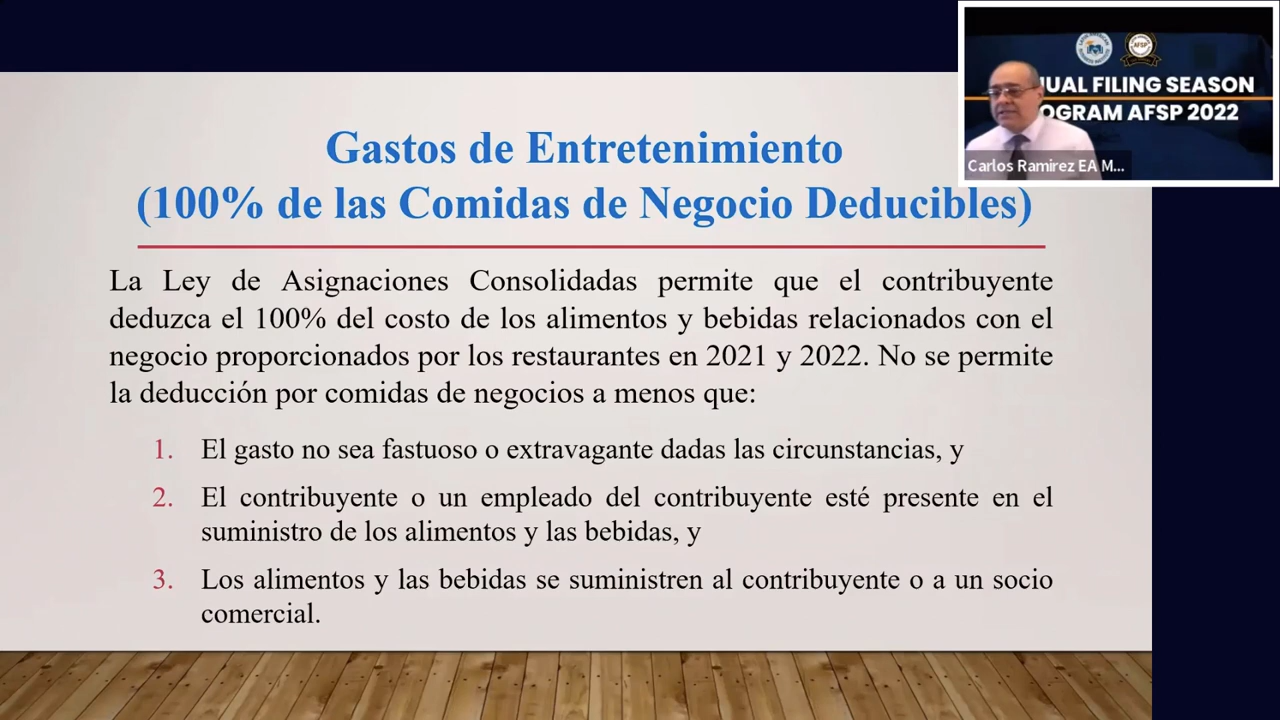 Gastos de Entretenimiento
(100% de las Comidas de Negocio Deducibles)
La Ley de Asignaciones Consolidadas permite que el contribuyente
deduzca el 100% del costo de los alimentos y bebidas relacionados con el
negocio proporcionados por los restaurantes en 2021 y 2022. No se permite
la deducción por comidas de negocios a menos que:
1. El gasto no sea fastuoso o extravagante dadas las circunstancias, y
2. El contribuyente o un empleado del contribuyente esté presente en el
suministro de los alimentos y las bebidas, y
3. Los alimentos y las bebidas se suministren al contribuyente o a un socio
comercial.
AFSP
UAL FILING SEASON
OGRAM AFSP 2022
Carlos Ramirez EA M...